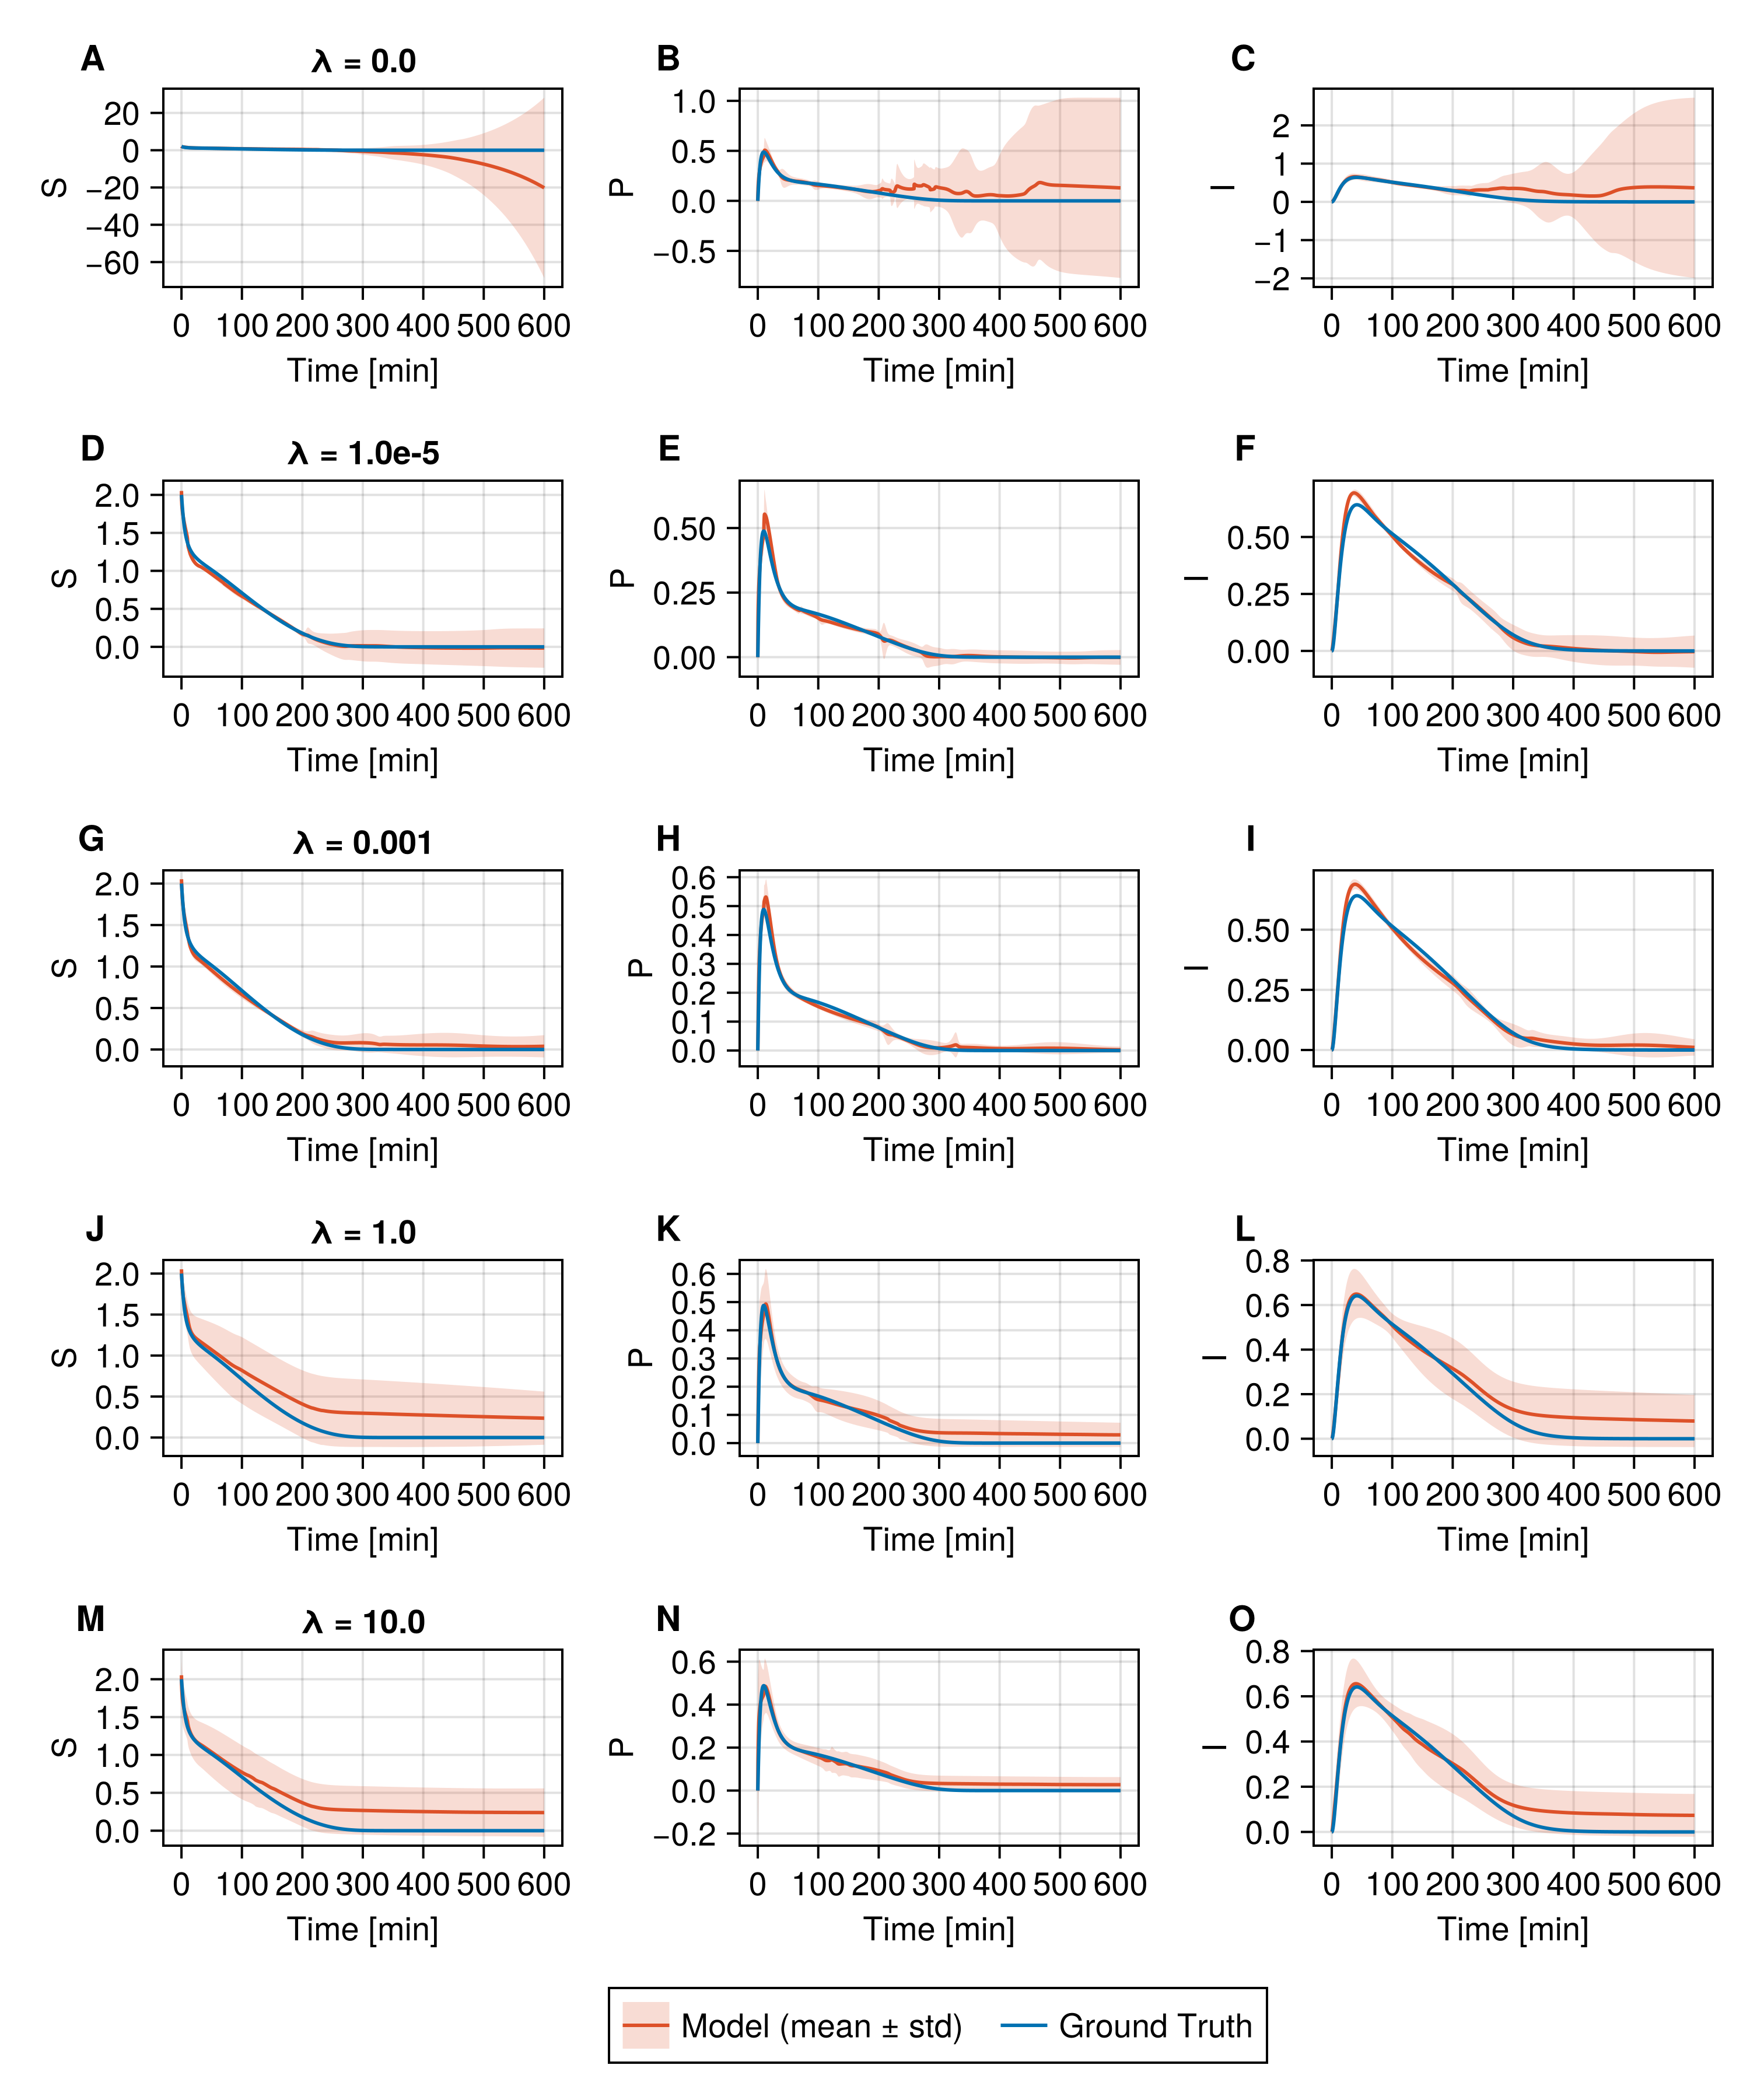 A λ = 0.0 B C
20
0
−20
−40
−60
S
0 100 200 300 400 500 600
Time [min]
1.0
0.5
0.0
−0.5
P
0 100 200 300 400 500 600
Time [min]
2
1
0
−1
−2
I
0 100 200 300 400 500 600
Time [min]
D λ = 1.0e-5 E F
2.0
1.5
1.0
0.5
0.0
S
0 100 200 300 400 500 600
Time [min]
0.50
0.25
0.00
P
0 100 200 300 400 500 600
Time [min]
0.50
0.25
0.00
I
0 100 200 300 400 500 600
Time [min]
G λ = 0.001 H I
2.0
1.5
1.0
0.5
0.0
S
0 100 200 300 400 500 600
Time [min]
0.6
0.5
0.4
0.3
0.2
0.1
0.0
P
0 100 200 300 400 500 600
Time [min]
0.50
0.25
0.00
I
0 100 200 300 400 500 600
Time [min]
J λ = 1.0 K L
2.0
1.5
1.0
0.5
0.0
S
0 100 200 300 400 500 600
Time [min]
0.6
0.5
0.4
0.3
0.2
0.1
0.0
P
0 100 200 300 400 500 600
Time [min]
0.8
0.6
0.4
0.2
0.0
I
0 100 200 300 400 500 600
Time [min]
M λ = 10.0 N O
2.0
1.5
1.0
0.5
0.0
S
0 100 200 300 400 500 600
Time [min]
0.6
0.4
0.2
0.0
−0.2
P
0 100 200 300 400 500 600
Time [min]
0.8
0.6
0.4
0.2
0.0
I
0 100 200 300 400 500 600
Time [min]
Model (mean ± std) Ground Truth